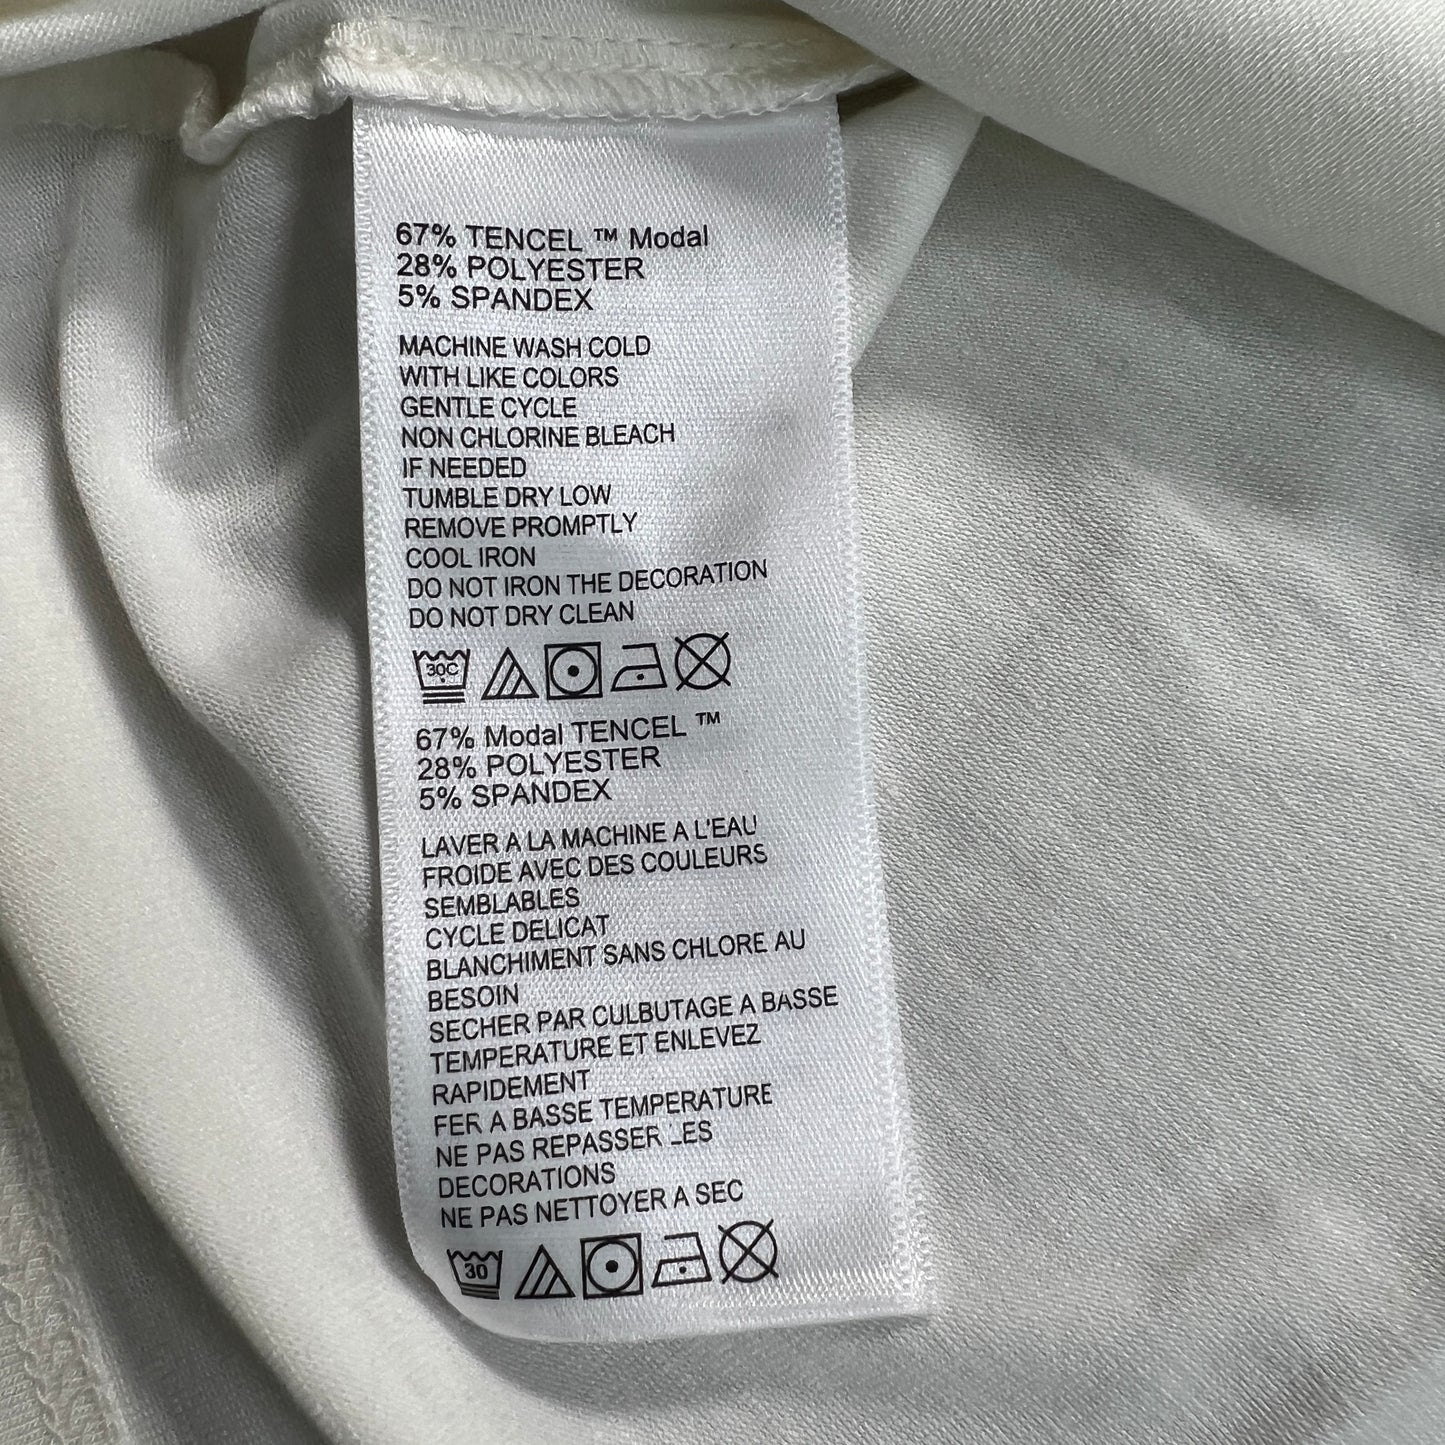 67% TENCEL ™ Modal
28% POLYESTER
5% SPANDEX
MACHINE WASH COLD
WITH LIKE COLORS
GENTLE CYCLE
NON CHLORINE BLEACH
IF NEEDED
TUMBLE DRY LOW
REMOVE PROMPTLY
COOL IRON
DO NOT IRON THE DECORATION
DO NOT DRY CLEAN
30C
67% Modal TENCEL ™
28% POLYESTER
5% SPANDEX
LAVER A LA MACHINE A L'EAU
FROIDE AVEC DES COULEURS
SEMBLABLES
CYCLE DELICAT
BLANCHIMENT SANS CHLORE AU
BESOIN
SECHER PAR CULBUTAGE A BASSE
TEMPERATURE ET ENLEVEZ
RAPIDEMENT
FER A BASSE TEMPERATURE
NE PAS REPASSER LES
DECORATIONS
NE PAS NETTOYER A SEC
30